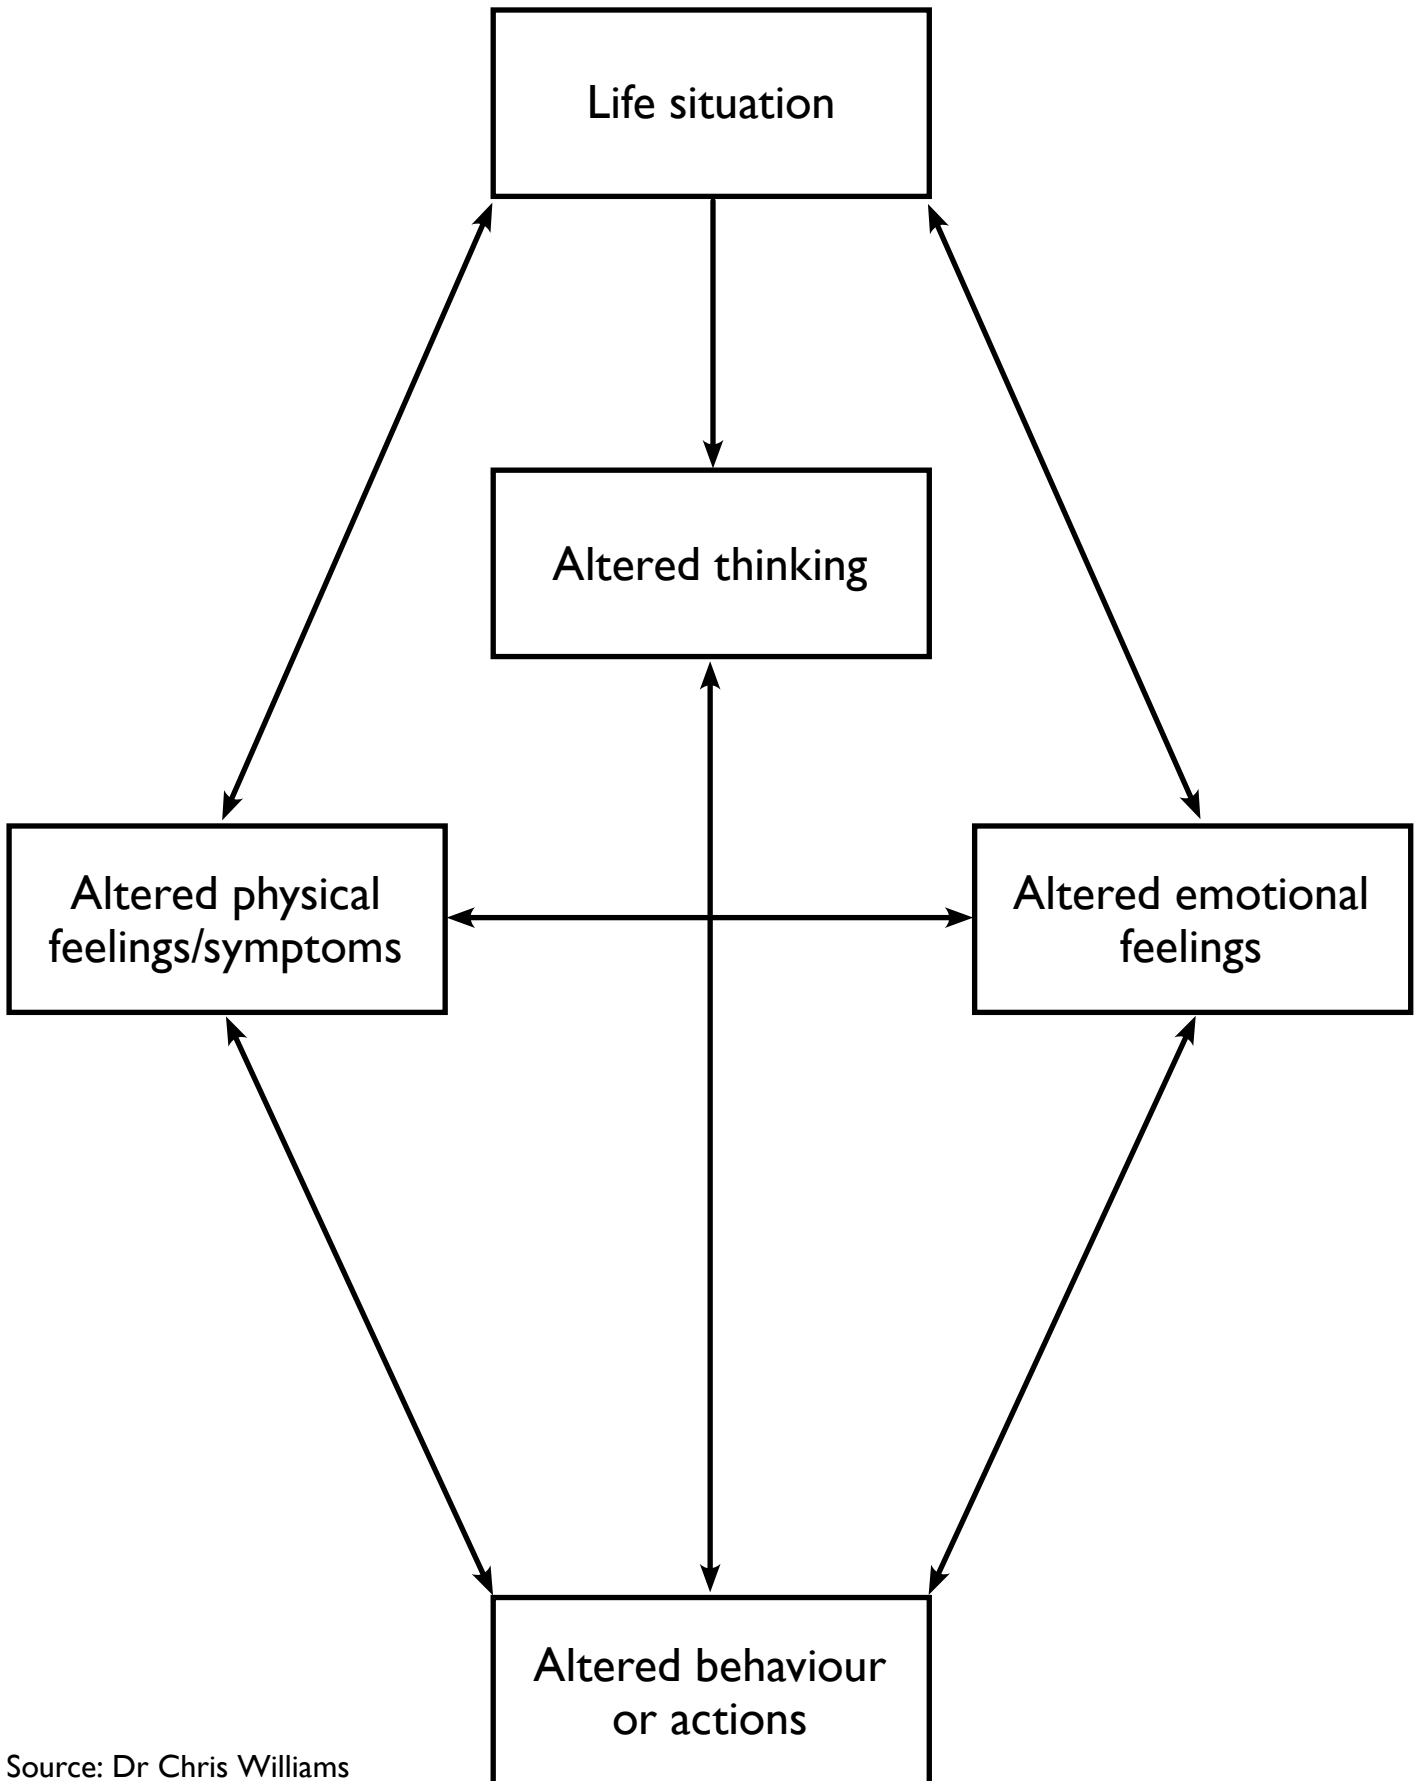 Life situation
Altered thinking
Altered physical
feelings/symptoms
Altered emotional
feelings
Altered behaviour
or actions
Source: Dr Chris Williams